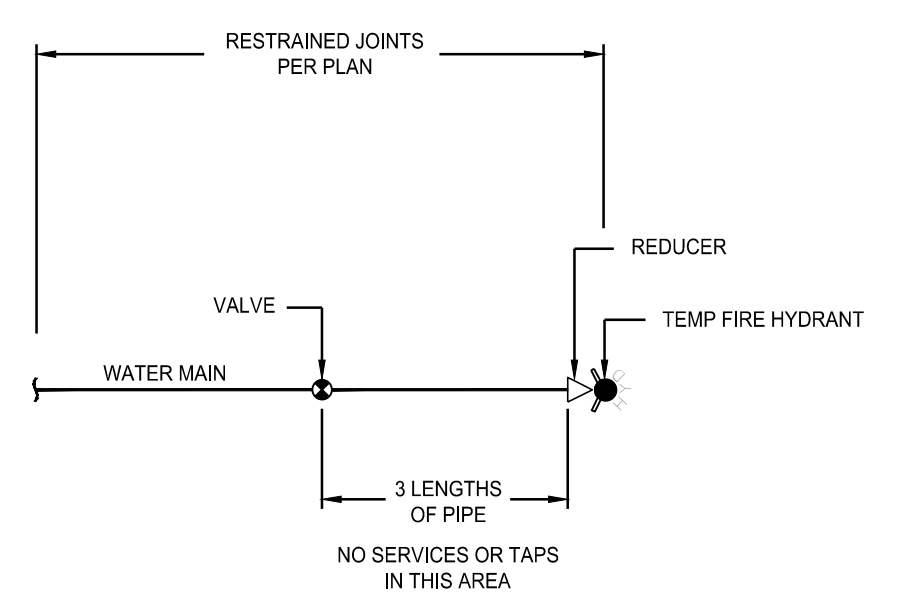 RESTRAINED JOINTS
PER PLAN
REDUCER
VALVE
TEMP FIRE HYDRANT
WATER MAIN
HYD
3 LENGTHS
OF PIPE
NO SERVICES OR TAPS
IN THIS AREA